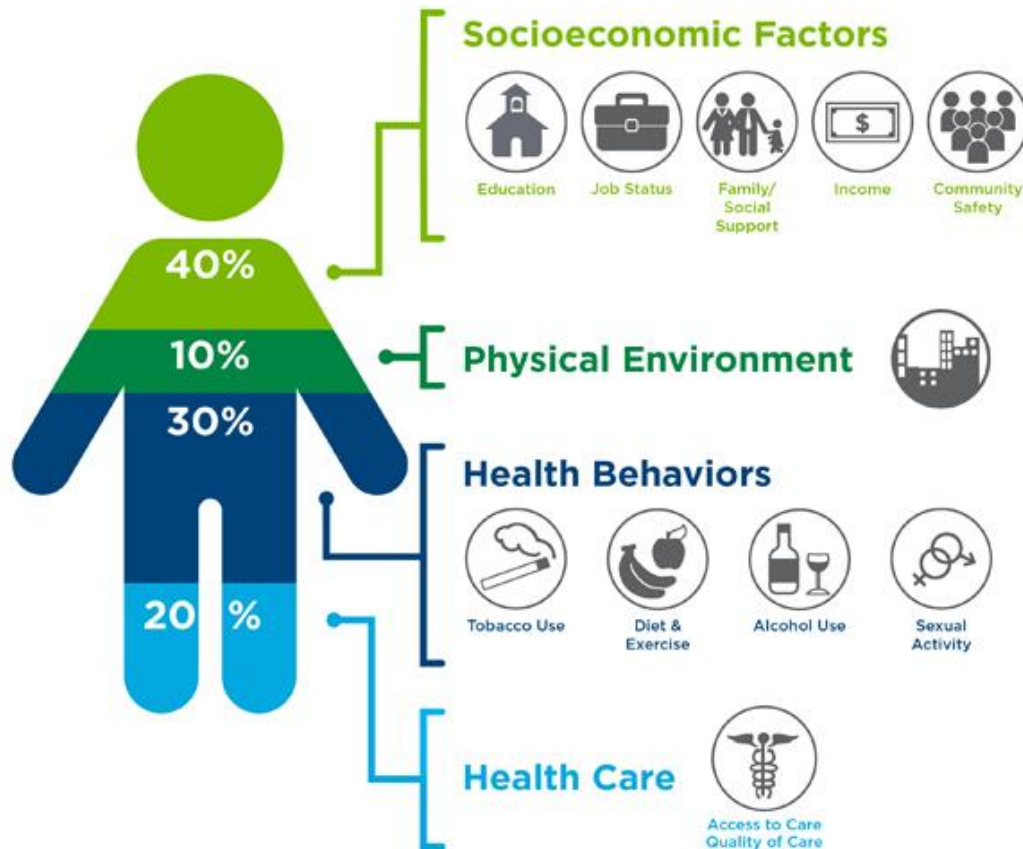 Socioeconomic Factors
$
Education
Job Status
Family/
Social
Support
Income
Community
Safety
40%
10%
Physical Environment
30%
Health Behaviors
Tobacco Use
Diet &
Exercise
Alcohol Use
Sexual
Activity
20 %
Health Care
Access to Care
Quality of Care